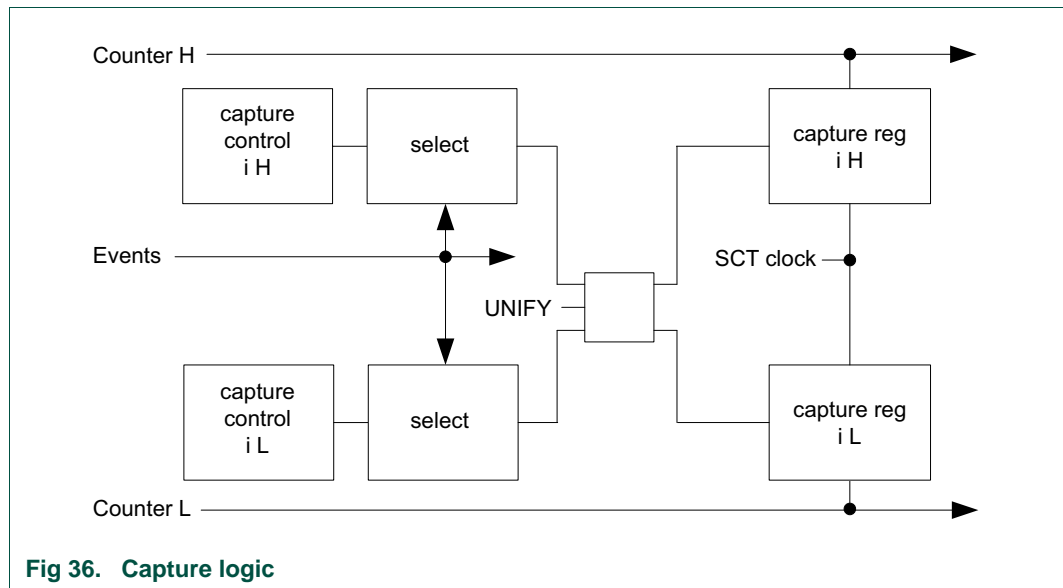 Counter H
capture
control
i H
select
capture reg
i H
Events
SCT clock
UNIFY
capture
control
i L
select
capture reg
i L
Counter L
Fig 36. Capture logic